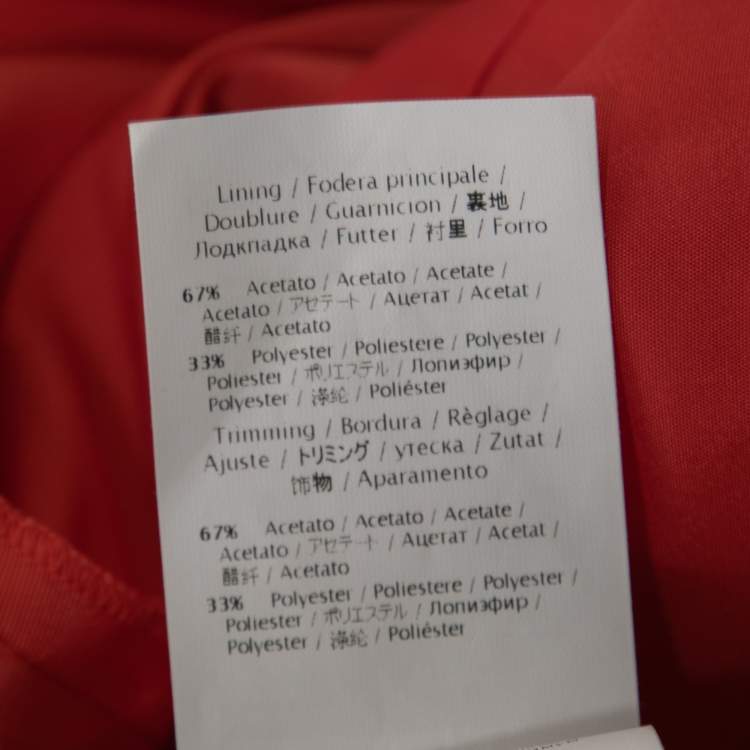 Lining / Fodera principale /
Doublure / Guarnicion / 裏地 /
Лодкпадка / Futter / 衬里 / Forro
67% Acetato / Acetato / Acetate /
Acetato / アセテート / Ацетат / Acetat /
醋纤 / Acetato
33% Polyester / Poliestere / Polyester /
Poliester / ポリエステル / Лопиэфир /
Polyester / 涤纶 / Poliéster
Trimming / Bordura / Règlage /
Ajuste / トリミング / утеска / Zutat /
饰物 / Aparamento
67% Acetato / Acetato / Acetate /
Acetato / アセテート / Ацетат / Acetat /
醋纤 / Acetato
33% Polyester / Poliestere / Polyester /
Poliester / ポリエステル / Лопиэфир /
Polyester / 涤纶 / Poliéster